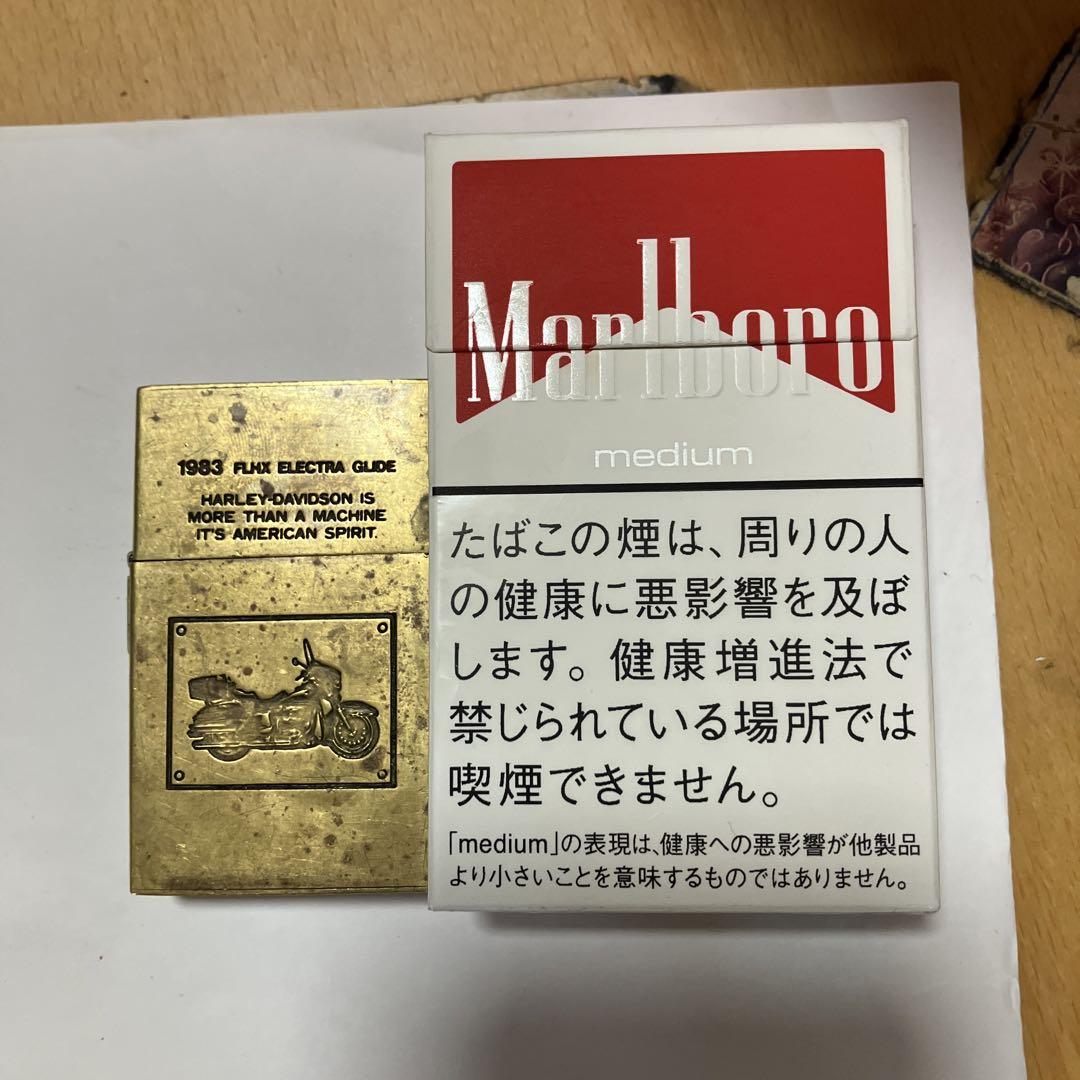 1983 FLHX ELECTRA GLIDE
HARLEY-DAVIDSON IS
MORE THAN A MACHINE
IT'S AMERICAN SPIRIT.
Marlboro
medium
たばこの煙は、周りの人
の健康に悪影響を及ぼ
します。健康増進法で
禁じられている場所では
喫煙できません。
「medium」の表現は、健康への悪影響が他製品
より小さいことを意味するものではありません。